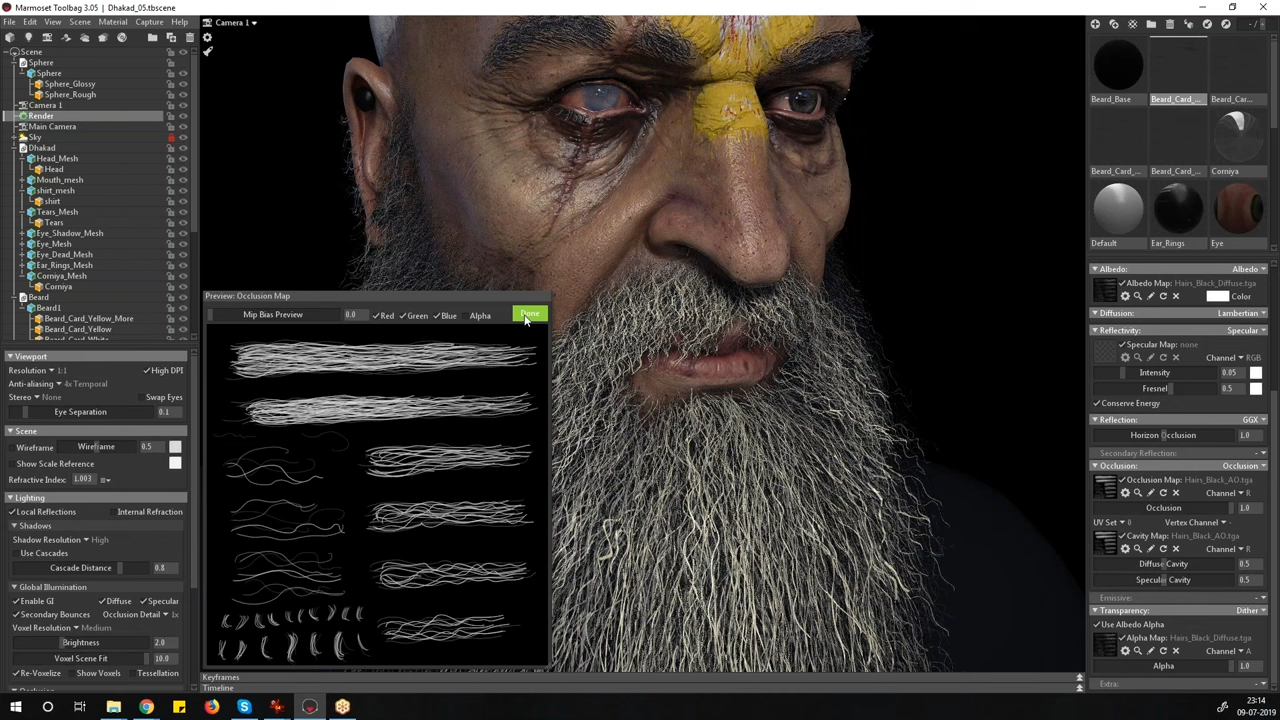 Marmoset Toolbag 3.05 | Dhakad_05.tbscene
File Edit View Scene Material Capture Help
Camera 1
Scene
Sphere
Sphere
Sphere_Glossy
Sphere_Rough
Camera 1
Render
Main Camera
Sky
Dhakad
Head_Mesh
Head
Mouth_mesh
shirt_mesh
shirt
Tears_Mesh
Tears
Eye_Shadow_Mesh
Eye_Mesh
Eye_Dead_Mesh
Ear_Rings_Mesh
Corniya_Mesh
Corniya
Beard
Beard1
Beard_Card_Yellow_More
Beard_Card_Yellow
Viewport
Resolution 1:1 High DPI
Anti-aliasing 4x Temporal
Stereo None Swap Eyes
Eye Separation 0.1
Scene
Wireframe Wireframe 0.5
Show Scale Reference
Refractive Index: 1.003
Lighting
Local Reflections Internal Refraction
Shadows
Shadow Resolution High
Use Cascades
Cascade Distance 0.8
Global Illumination
Enable GI Diffuse Specular
Secondary Bounces Occlusion Detail 1x
Voxel Resolution Medium
Brightness 2.0
Voxel Scene Fit 10.0
Re-Voxelize Show Voxels Tessellation
Preview: Occlusion Map
Mip Bias Preview 0.0 Red Green Blue Alpha Done
Keyframes
Timeline
Beard_Base Beard_Card_... Beard_Car...
Beard_Card_... Beard_Card_... Corniya
Default Ear_Rings Eye
Albedo: Albedo
Albedo Map: Hairs_Black_Diffuse.tga
Color
Diffusion: Lambertian
Reflectivity: Specular
Specular Map: none
Channel RGB
Intensity 0.05
Fresnel 0.5
Conserve Energy
Reflection: GGX
Horizon Occlusion 1.0
Secondary Reflection:
Occlusion: Occlusion
Occlusion Map: Hairs_Black_AO.tga
Channel R
Occlusion 1.0
UV Set 0 Vertex Channel -
Cavity Map: Hairs_Black_AO.tga
Channel R
Diffuse Cavity 0.5
Specular Cavity 0.5
Emissive:
Transparency: Dither
Use Albedo Alpha
Alpha Map: Hairs_Black_Diffuse.tga
Channel A
Alpha 1.0
Extra:
23:14
09-07-2019